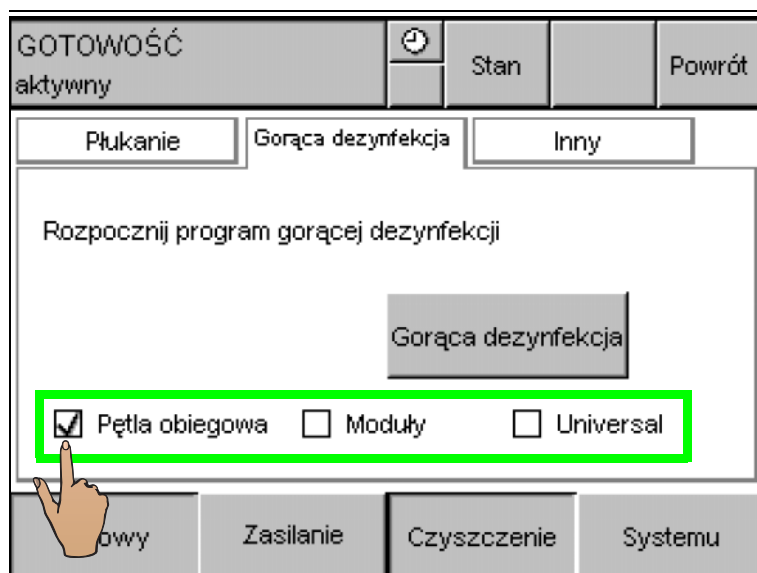 GOTOWOŚĆ
aktywny
Stan
Powrót
Płukanie
Gorąca dezynfekcja
Inny
Rozpocznij program gorącej dezynfekcji
Gorąca dezynfekcja
Pętla obiegowa
Moduły
Universal
Zasilanie
Czyszczenie
Systemu